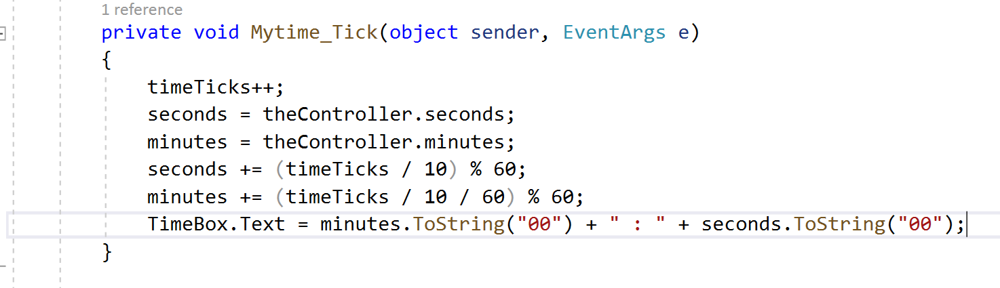 1 reference
private void Mytime_Tick(object sender, EventArgs e)
{
timeTicks++;
seconds = theController.seconds;
minutes = theController.minutes;
seconds += (timeTicks / 10) % 60;
minutes += (timeTicks / 10 / 60) % 60;
TimeBox.Text = minutes.ToString("00") + " : " + seconds.ToString("00");
}